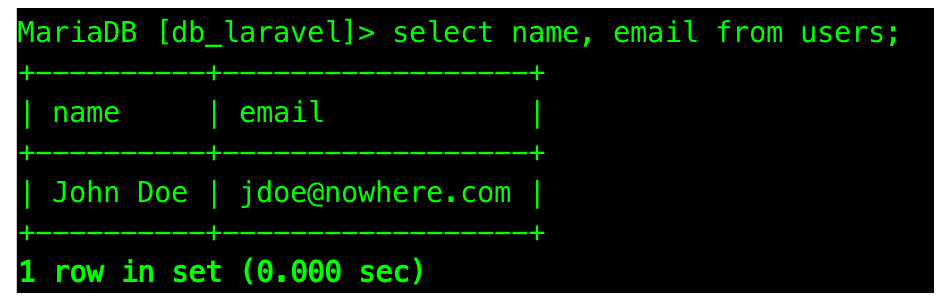 MariaDB [db_laravel]> select name, email from users;
+----------+------------------+
| name     | email            |
+----------+------------------+
| John Doe | jdoe@nowhere.com |
+----------+------------------+
1 row in set (0.000 sec)